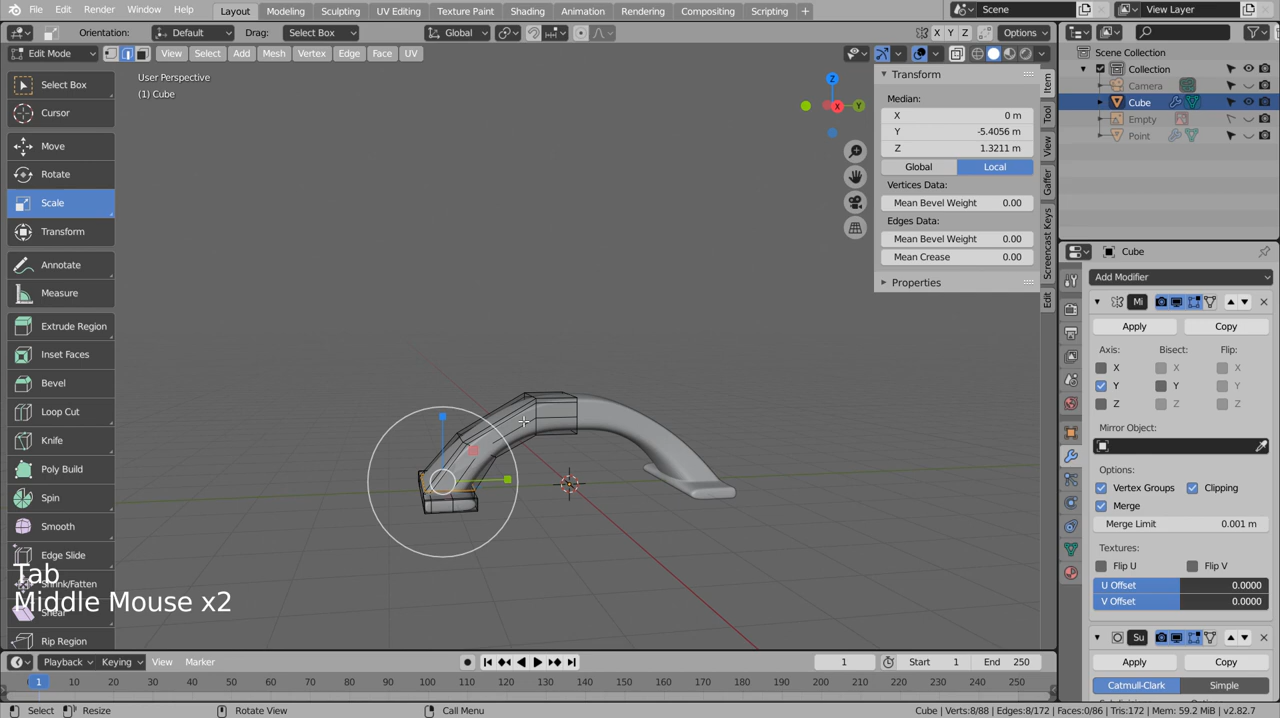 File Edit Render Window Help Layout Modeling Sculpting UV Editing Texture Paint Shading Animation Rendering Compositing Scripting + Scene View Layer
Orientation: Default Drag: Select Box Global X Y Z Options
Edit Mode View Select Add Mesh Vertex Edge Face UV
User Perspective
(1) Cube
Select Box
Cursor
Move
Rotate
Scale
Transform
Annotate
Measure
Extrude Region
Inset Faces
Bevel
Loop Cut
Knife
Poly Build
Spin
Smooth
Edge Slide
Shrink/Fatten
Shear
Rip Region
Tab
Middle Mouse x2
Z
X
Y
Transform
Median:
X 0 m
Y -5.4056 m
Z 1.3211 m
Global Local
Vertices Data:
Mean Bevel Weight 0.00
Edges Data:
Mean Bevel Weight 0.00
Mean Crease 0.00
Properties
Item
Tool
View
Gaffer
Screencast Keys
Edit
Scene Collection
Collection
Camera
Cube
Empty
Point
Cube
Add Modifier
Mi
Apply Copy
Axis: Bisect: Flip:
X X X
Y Y Y
Z Z Z
Mirror Object:
Options:
Vertex Groups Clipping
Merge
Merge Limit 0.001 m
Textures:
Flip U Flip V
U Offset 0.0000
V Offset 0.0000
Su
Apply Copy
Catmull-Clark Simple
Playback Keying View Marker 1 Start 1 End 250
1 10 20 30 40 50 60 70 80 90 100 110 120 130 140 150 160 170 180 190 200 210 220 230 240 250
Select Resize Rotate View Call Menu Cube | Verts:8/88 | Edges:8/172 | Faces:0/86 | Tris:172 | Mem: 59.2 MiB | v2.82.7